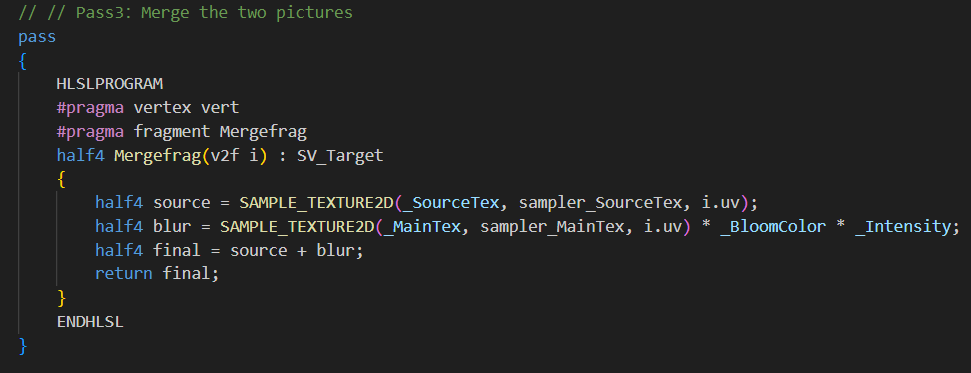 // // Pass3: Merge the two pictures
pass
{
HLSLPROGRAM
#pragma vertex vert
#pragma fragment Mergefrag
half4 Mergefrag(v2f i) : SV_Target
{
half4 source = SAMPLE_TEXTURE2D(_SourceTex, sampler_SourceTex, i.uv);
half4 blur = SAMPLE_TEXTURE2D(_MainTex, sampler_MainTex, i.uv) * _BloomColor * _Intensity;
half4 final = source + blur;
return final;
}
ENDHLSL
}